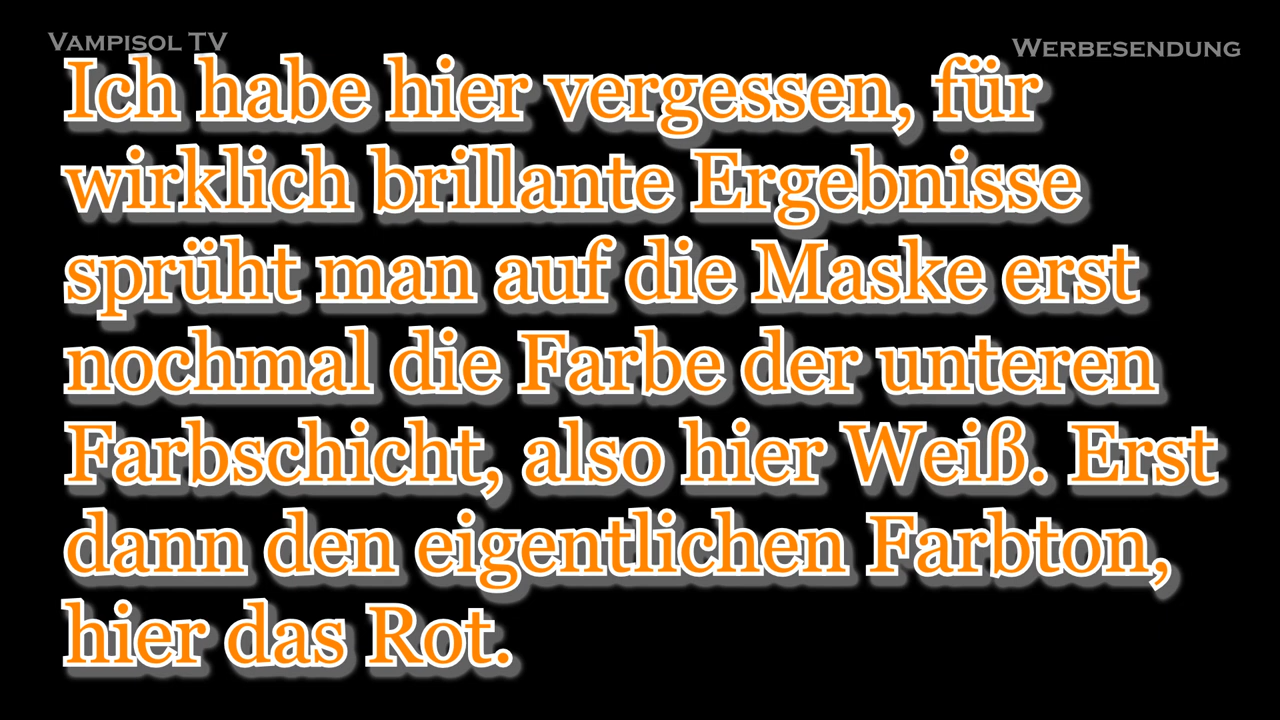 Vampisol TV
Werbesendung
Ich habe hier vergessen, für
wirklich brillante Ergebnisse
sprüht man auf die Maske erst
nochmal die Farbe der unteren
Farbschicht, also hier Weiß. Erst
dann den eigentlichen Farbton,
hier das Rot.